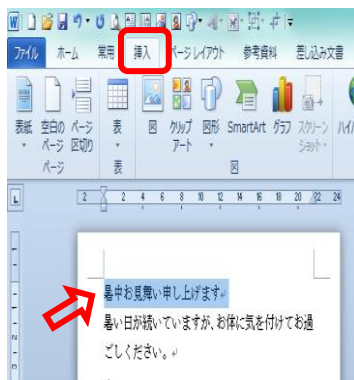 ファイル ホーム 常用 挿入 ページ レイアウト 参考資料 差し込み文書
表紙 空白の ページ 表 図 クリップ 図形 SmartArt グラフ スクリーン ハイパ
ページ 区切り アート ショット
ページ 表 図
L 2 2 4 6 8 10 12 14 16 18 20 22 24
暑中お見舞い申し上げます↵
暑い日が続いていますが、お体に気を付けてお過
ごしください。↵